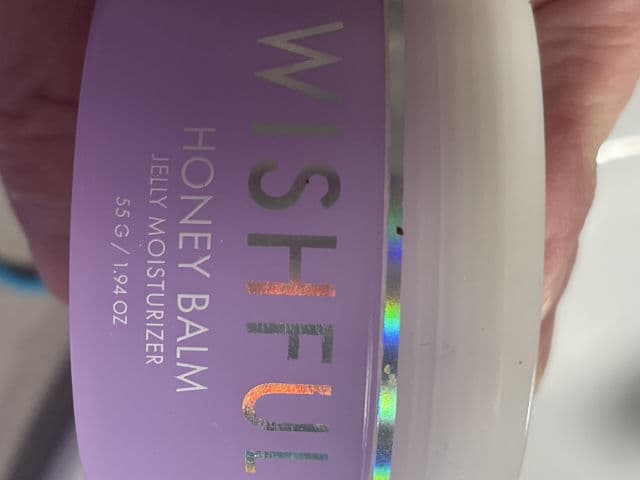 WISHFUL
HONEY BALM
JELLY MOISTURIZER
55 G / 1.94 OZ